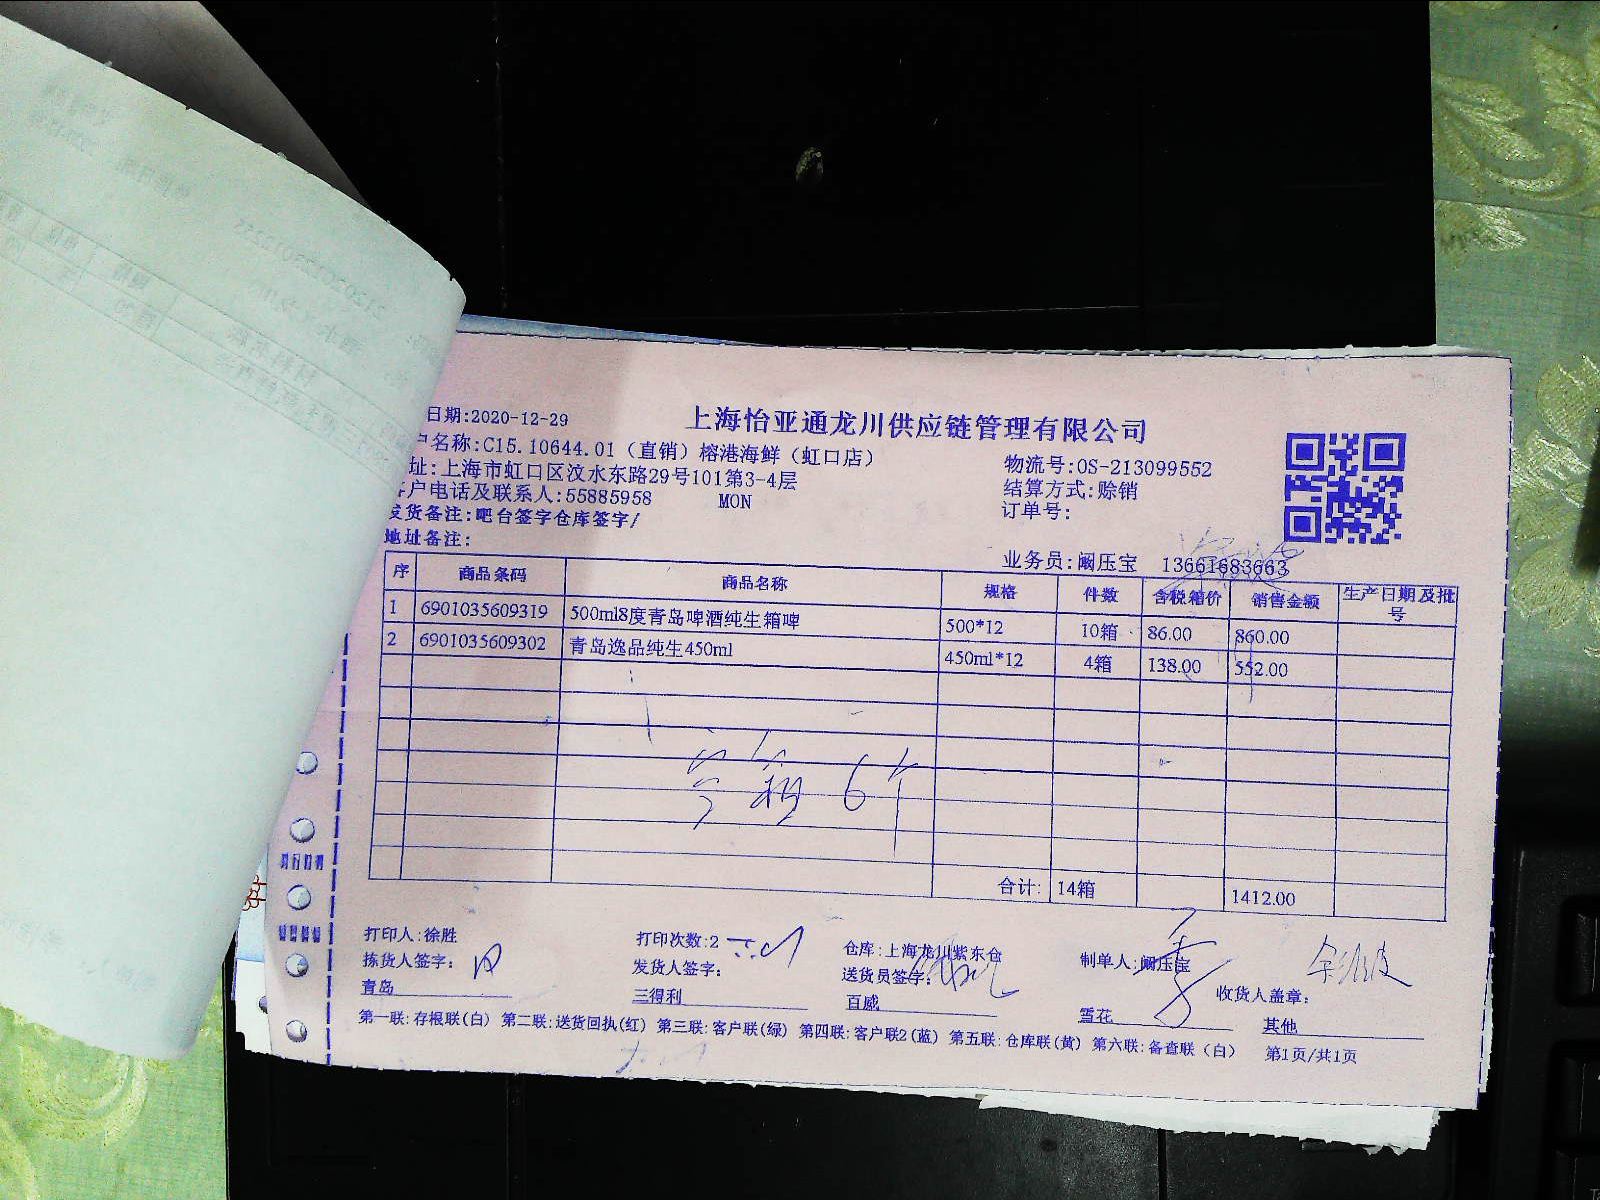 日期:2020-12-29
上海怡亚通龙川供应链管理有限公司
户名称:C15.10644.01（直销）榕港海鲜（虹口店）
物流号:OS-213099552
址:上海市虹口区汶水东路29号101第3-4层
结算方式:赊销
客户电话及联系人:55885958 MON
订单号:
发货备注:吧台签字仓库签字/
地址备注:
业务员:阚压宝 13661683663
序 商品条码 商品名称 规格 件数 含税箱价 销售金额 生产日期及批号
1 6901035609319 500ml8度青岛啤酒纯生箱啤 500*12 10箱 86.00 860.00
2 6901035609302 青岛逸品纯生450ml 450ml*12 4箱 138.00 552.00
空箱 6个
合计: 14箱 1412.00
打印人:徐胜 打印次数:2 仓库:上海龙川紫东仓 制单人:阚压宝
拣货人签字: 发货人签字: 送货员签字: 收货人盖章:
青岛 三得利 百威 雪花 其他
第一联:存根联(白) 第二联:送货回执(红) 第三联:客户联(绿) 第四联:客户联2(蓝) 第五联:仓库联(黄) 第六联:备查联（白） 第1页/共1页